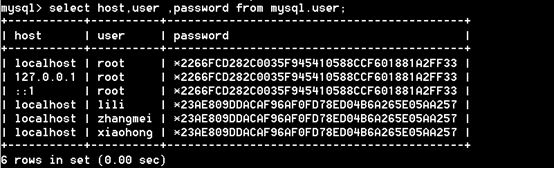 mysql> select host,user ,password from mysql.user;
+-----------+----------+-------------------------------------------+
| host | user | password |
+-----------+----------+-------------------------------------------+
| localhost | root | *2266FCD282C0035F945410588CCF601881A2FF33 |
| 127.0.0.1 | root | *2266FCD282C0035F945410588CCF601881A2FF33 |
| ::1 | root | *2266FCD282C0035F945410588CCF601881A2FF33 |
| localhost | lili | *23AE809DDACAF96AF0FD78ED04B6A265E05AA257 |
| localhost | zhangmei | *23AE809DDACAF96AF0FD78ED04B6A265E05AA257 |
| localhost | xiaohong | *23AE809DDACAF96AF0FD78ED04B6A265E05AA257 |
+-----------+----------+-------------------------------------------+
6 rows in set (0.00 sec)